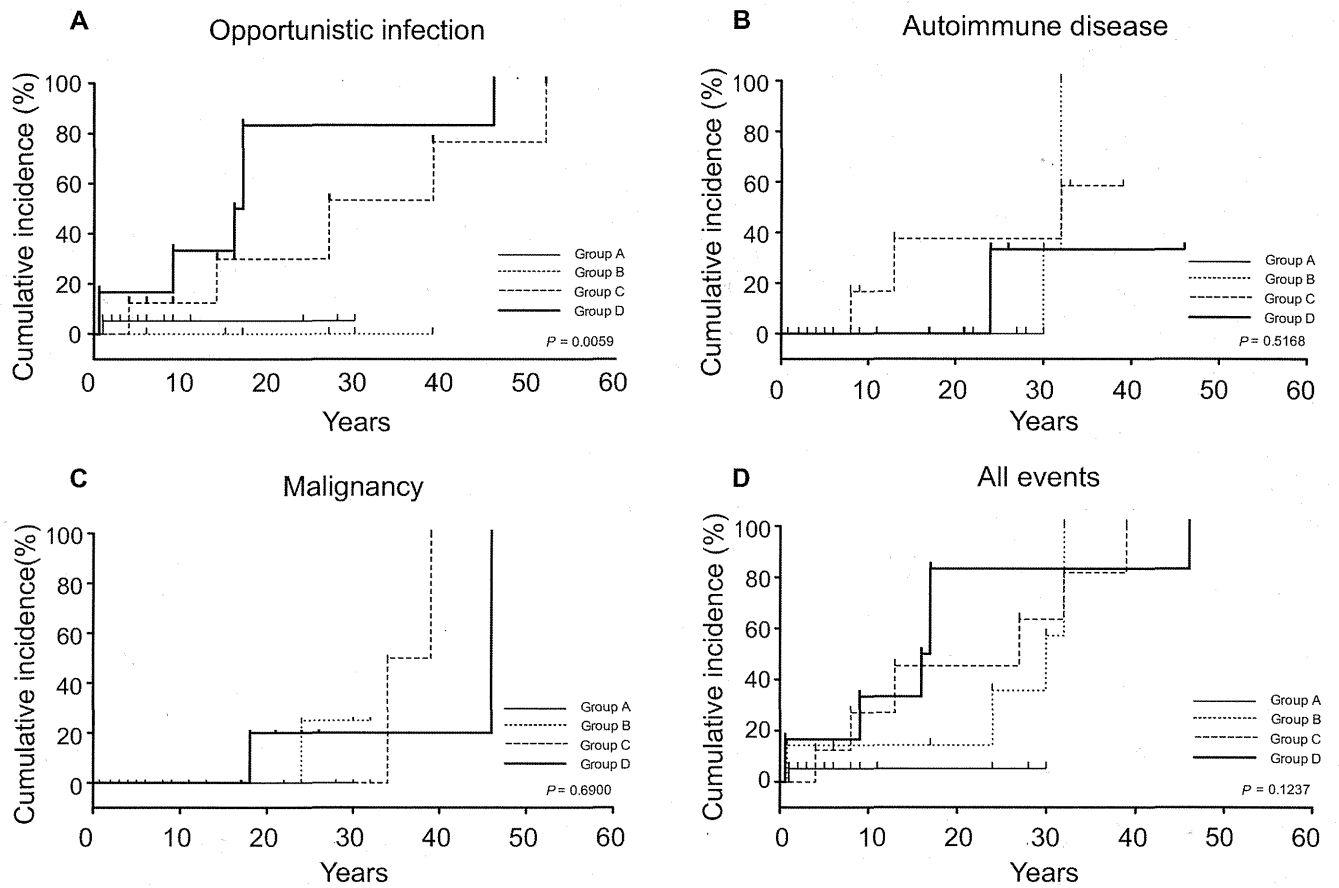 A
Opportunistic infection
Cumulative incidence (%)
100
80
60
40
20
0
0 10 20 30 40 50 60
Years
Group A
Group B
Group C
Group D
P = 0.0059
B
Autoimmune disease
Cumulative incidence (%)
100
80
60
40
20
0
0 10 20 30 40 50 60
Years
Group A
Group B
Group C
Group D
P = 0.5168
C
Malignancy
Cumulative incidence(%)
100
80
60
40
20
0
0 10 20 30 40 50 60
Years
Group A
Group B
Group C
Group D
P = 0.6900
D
All events
Cumulative incidence (%)
100
80
60
40
20
0
0 10 20 30 40 50 60
Years
Group A
Group B
Group C
Group D
P = 0.1237